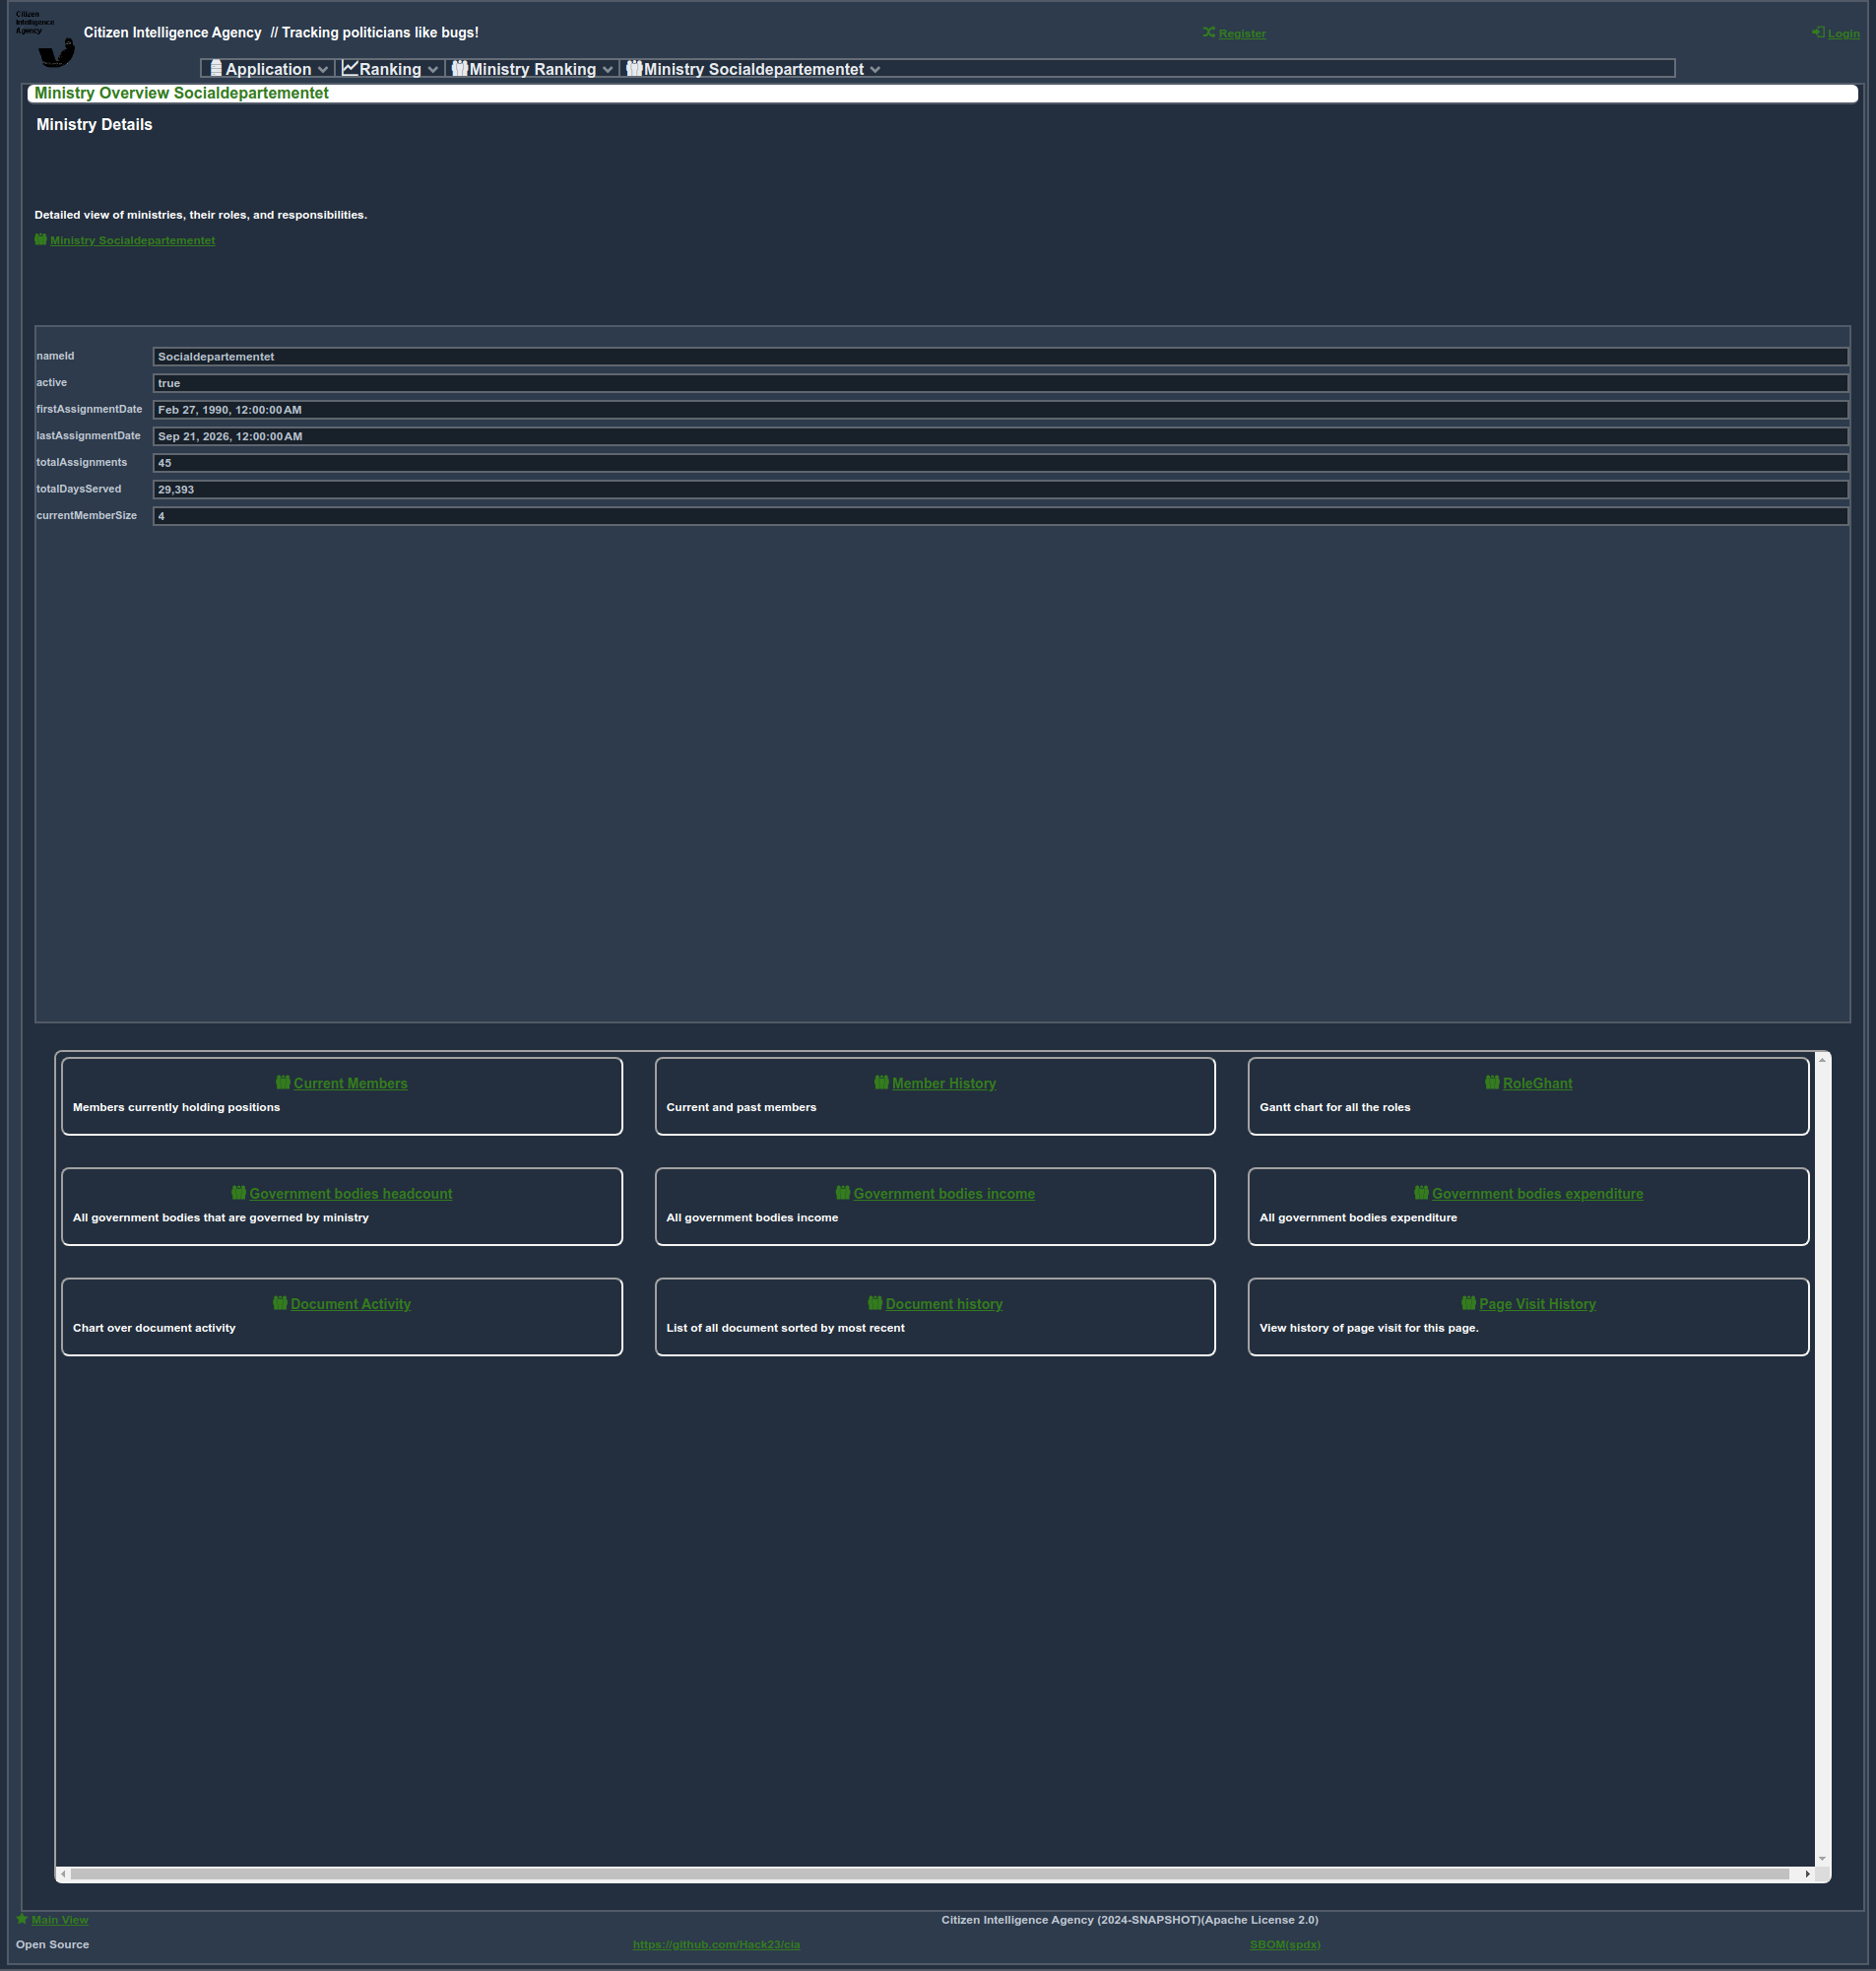 Citizen
Intelligence
Agency
Citizen Intelligence Agency // Tracking politicians like bugs!
Register
Login
Application
Ranking
Ministry Ranking
Ministry Socialdepartementet
Ministry Overview Socialdepartementet
Ministry Details
Detailed view of ministries, their roles, and responsibilities.
Ministry Socialdepartementet
nameId Socialdepartementet
active true
firstAssignmentDate Feb 27, 1990, 12:00:00 AM
lastAssignmentDate Sep 21, 2026, 12:00:00 AM
totalAssignments 45
totalDaysServed 29,393
currentMemberSize 4
Current Members
Members currently holding positions
Member History
Current and past members
RoleGhant
Gantt chart for all the roles
Government bodies headcount
All government bodies that are governed by ministry
Government bodies income
All government bodies income
Government bodies expenditure
All government bodies expenditure
Document Activity
Chart over document activity
Document history
List of all document sorted by most recent
Page Visit History
View history of page visit for this page.
Main View
Citizen Intelligence Agency (2024-SNAPSHOT)(Apache License 2.0)
Open Source
https://github.com/Hack23/cia
SBOM(spdx)